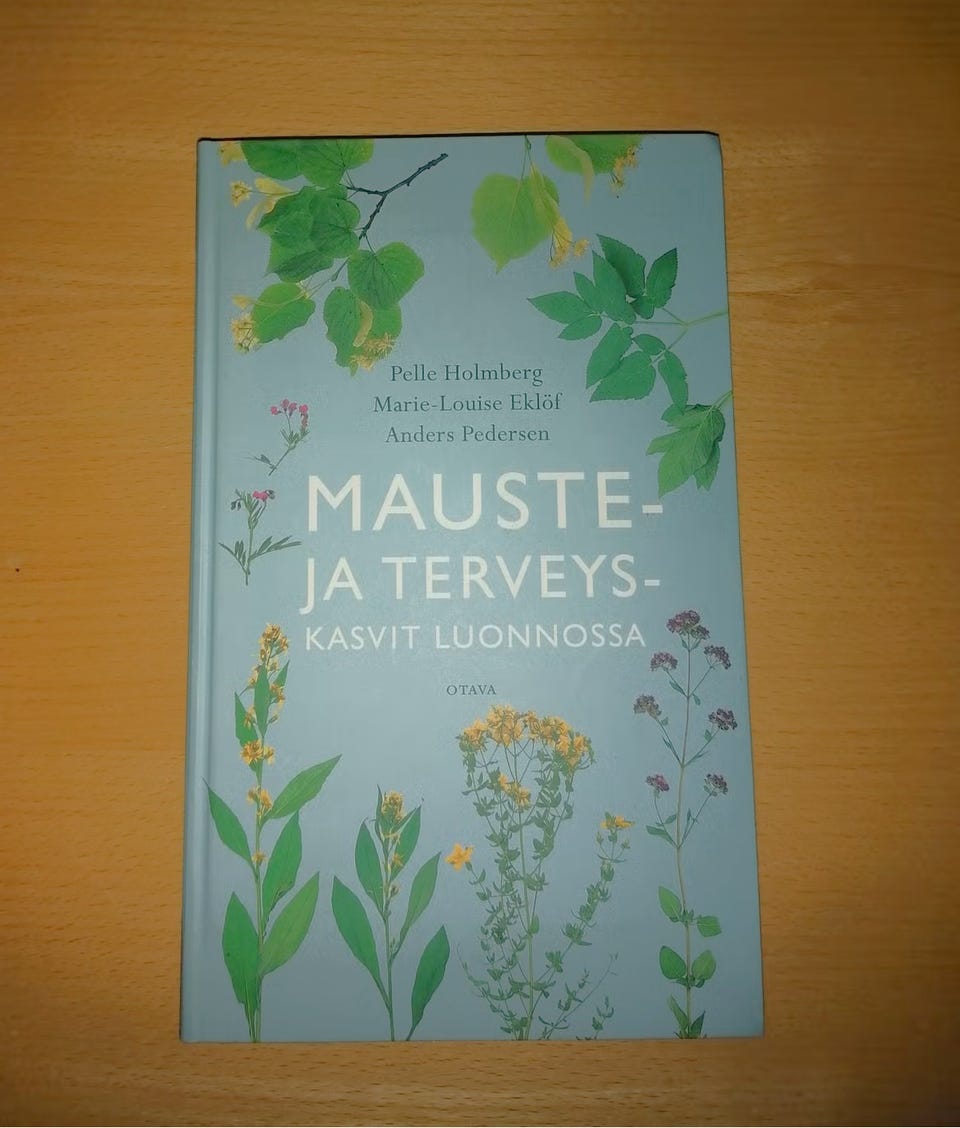 Pelle Holmberg
Marie-Louise Eklöf
Anders Pedersen
MAUSTE-
JA TERVEYS-
KASVIT LUONNOSSA
OTAVA